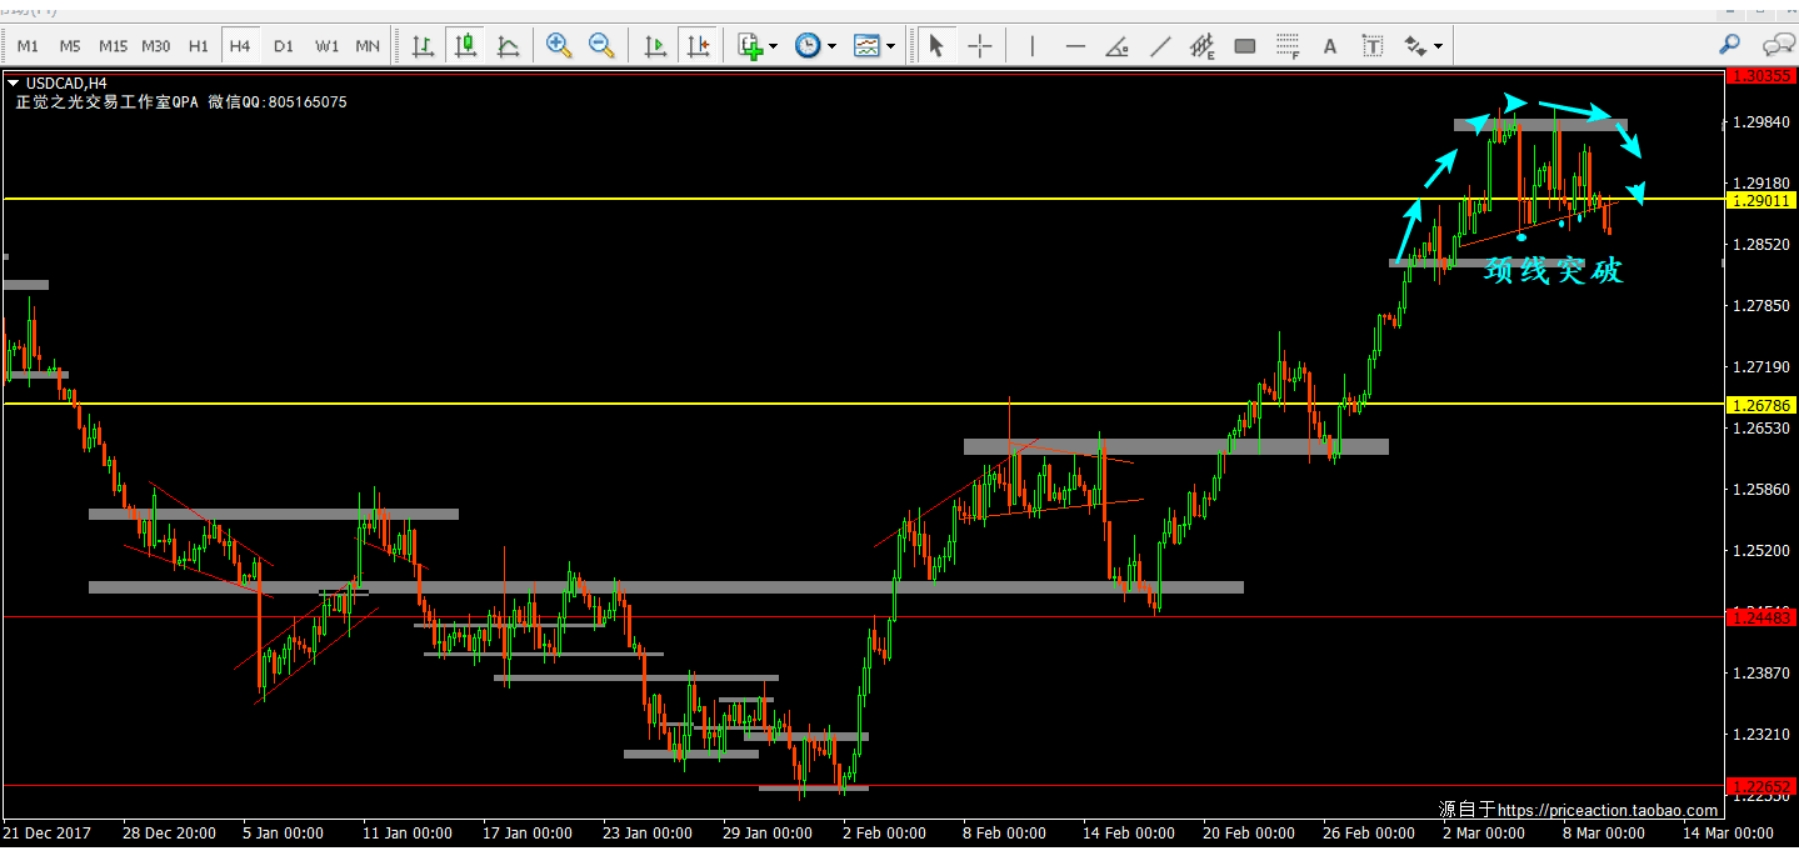 M1 M5 M15 M30 H1 H4 D1 W1 MN
USDCAD,H4
正觉之光交易工作室QPA 微信QQ:805165075
1.30355
1.29840
1.29180
1.29011
1.28520
颈线突破
1.27850
1.27190
1.26786
1.26530
1.25860
1.25200
1.24483
1.23870
1.23210
1.22652
源自于https://priceaction.taobao.com
21 Dec 2017 28 Dec 20:00 5 Jan 00:00 11 Jan 00:00 17 Jan 00:00 23 Jan 00:00 29 Jan 00:00 2 Feb 00:00 8 Feb 00:00 14 Feb 00:00 20 Feb 00:00 26 Feb 00:00 2 Mar 00:00 8 Mar 00:00 14 Mar 00:00